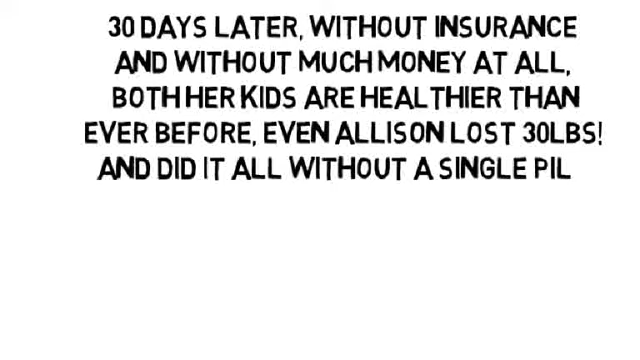 30 DAYS LATER, WITHOUT INSURANCE
AND WITHOUT MUCH MONEY AT ALL,
BOTH HER KIDS ARE HEALTHIER THAN
EVER BEFORE, EVEN ALLISON LOST 30LBS!
AND DID IT ALL WITHOUT A SINGLE PIL